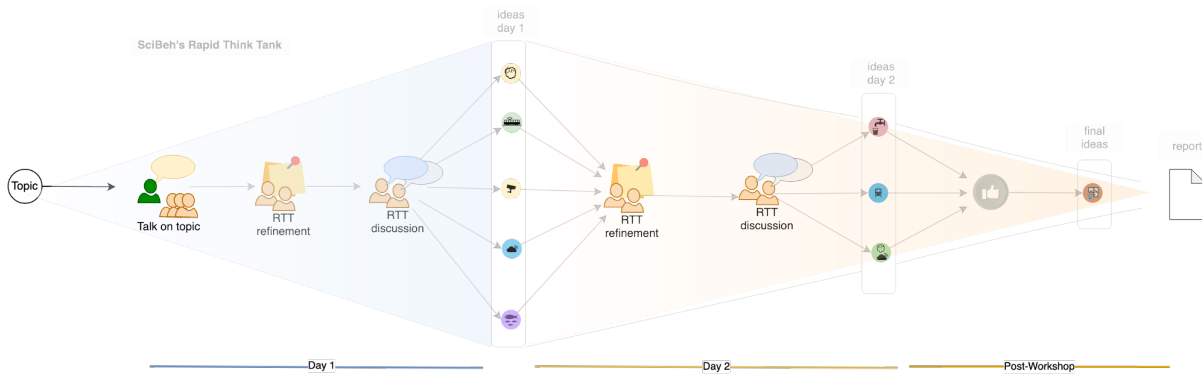 ideas
day 1
SciBeh's Rapid Think Tank
ideas
day 2
final
ideas
report
Topic
Talk on topic
RTT
refinement
RTT
discussion
RTT
refinement
RTT
discussion
Day 1
Day 2
Post-Workshop